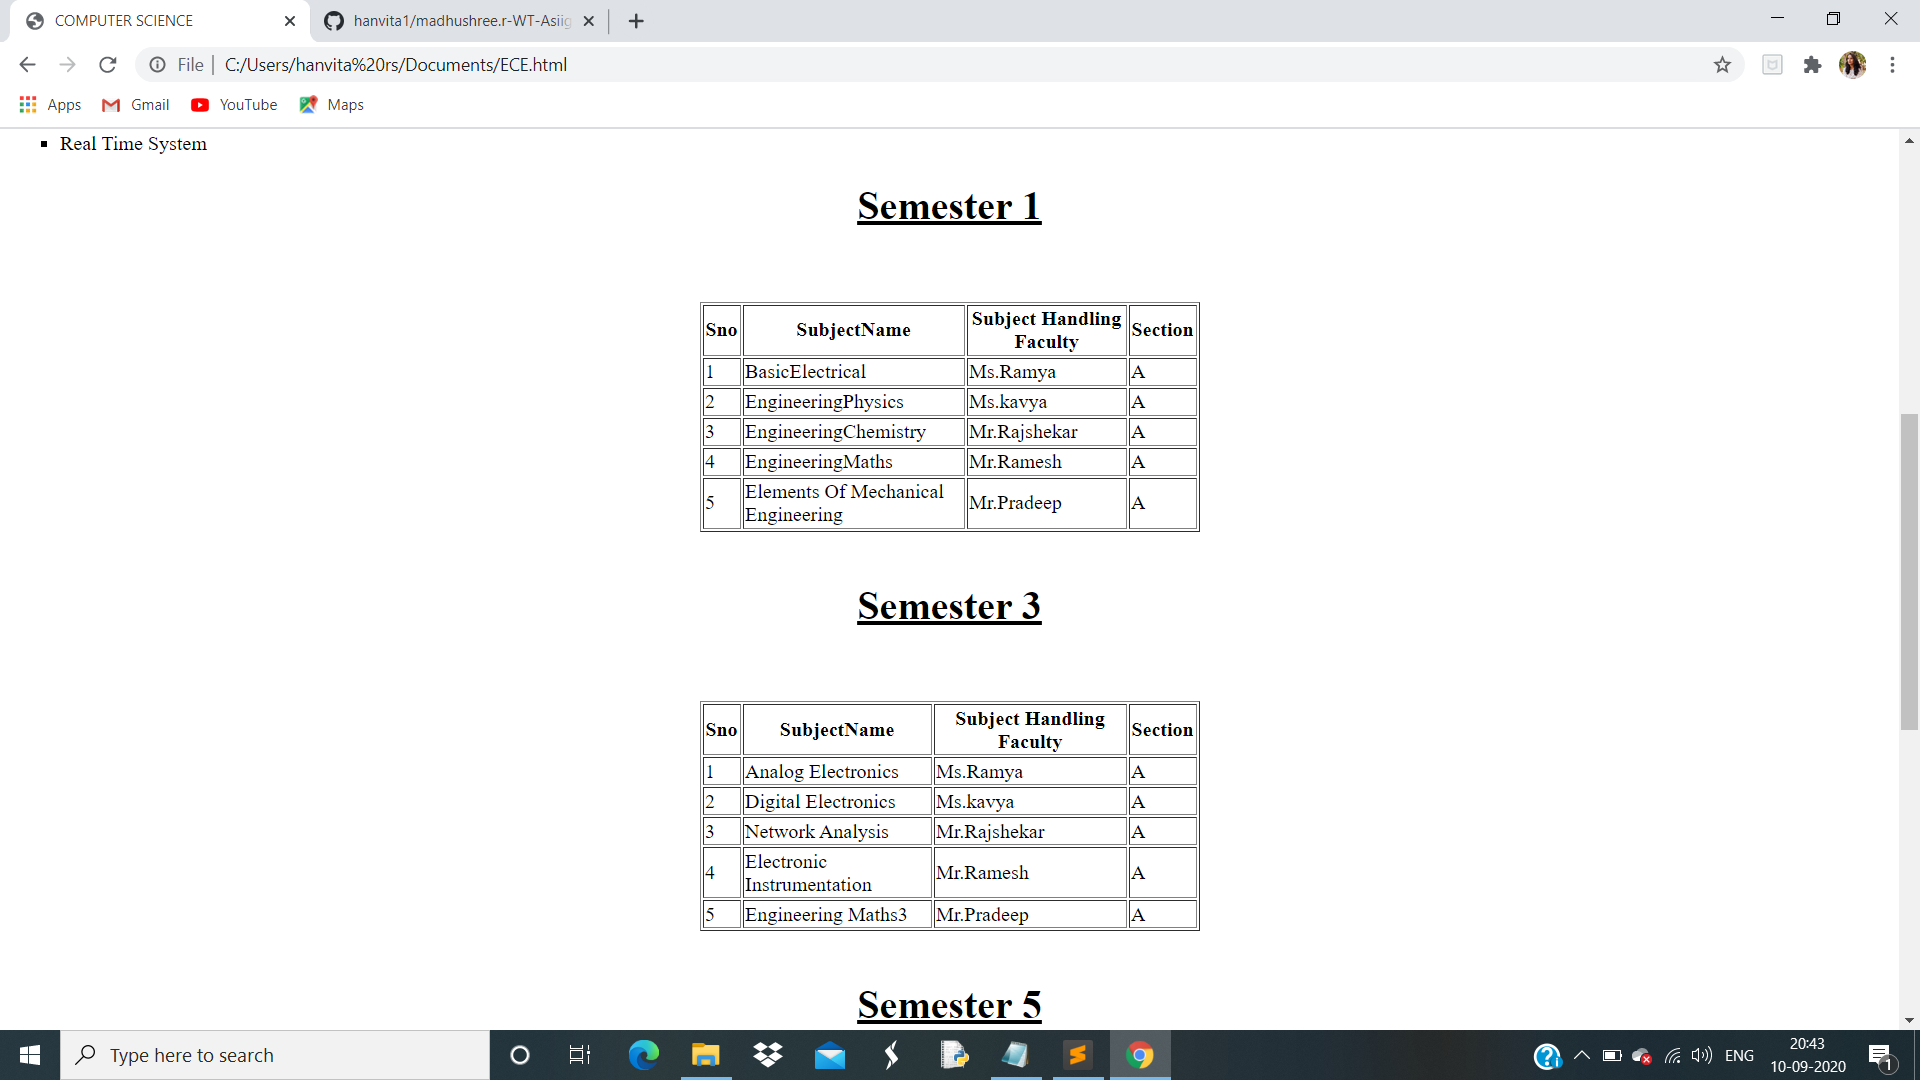 COMPUTER SCIENCE
hanvita1/madhushree.r-WT-Asiig
File
C:/Users/hanvita%20rs/Documents/ECE.html
Apps Gmail YouTube Maps
Real Time System
Semester 1
Sno SubjectName Subject Handling Faculty Section
1 BasicElectrical Ms.Ramya A
2 EngineeringPhysics Ms.kavya A
3 EngineeringChemistry Mr.Rajshekar A
4 EngineeringMaths Mr.Ramesh A
5 Elements Of Mechanical Engineering Mr.Pradeep A
Semester 3
Sno SubjectName Subject Handling Faculty Section
1 Analog Electronics Ms.Ramya A
2 Digital Electronics Ms.kavya A
3 Network Analysis Mr.Rajshekar A
4 Electronic Instrumentation Mr.Ramesh A
5 Engineering Maths3 Mr.Pradeep A
Semester 5
Type here to search
ENG
20:43
10-09-2020
1